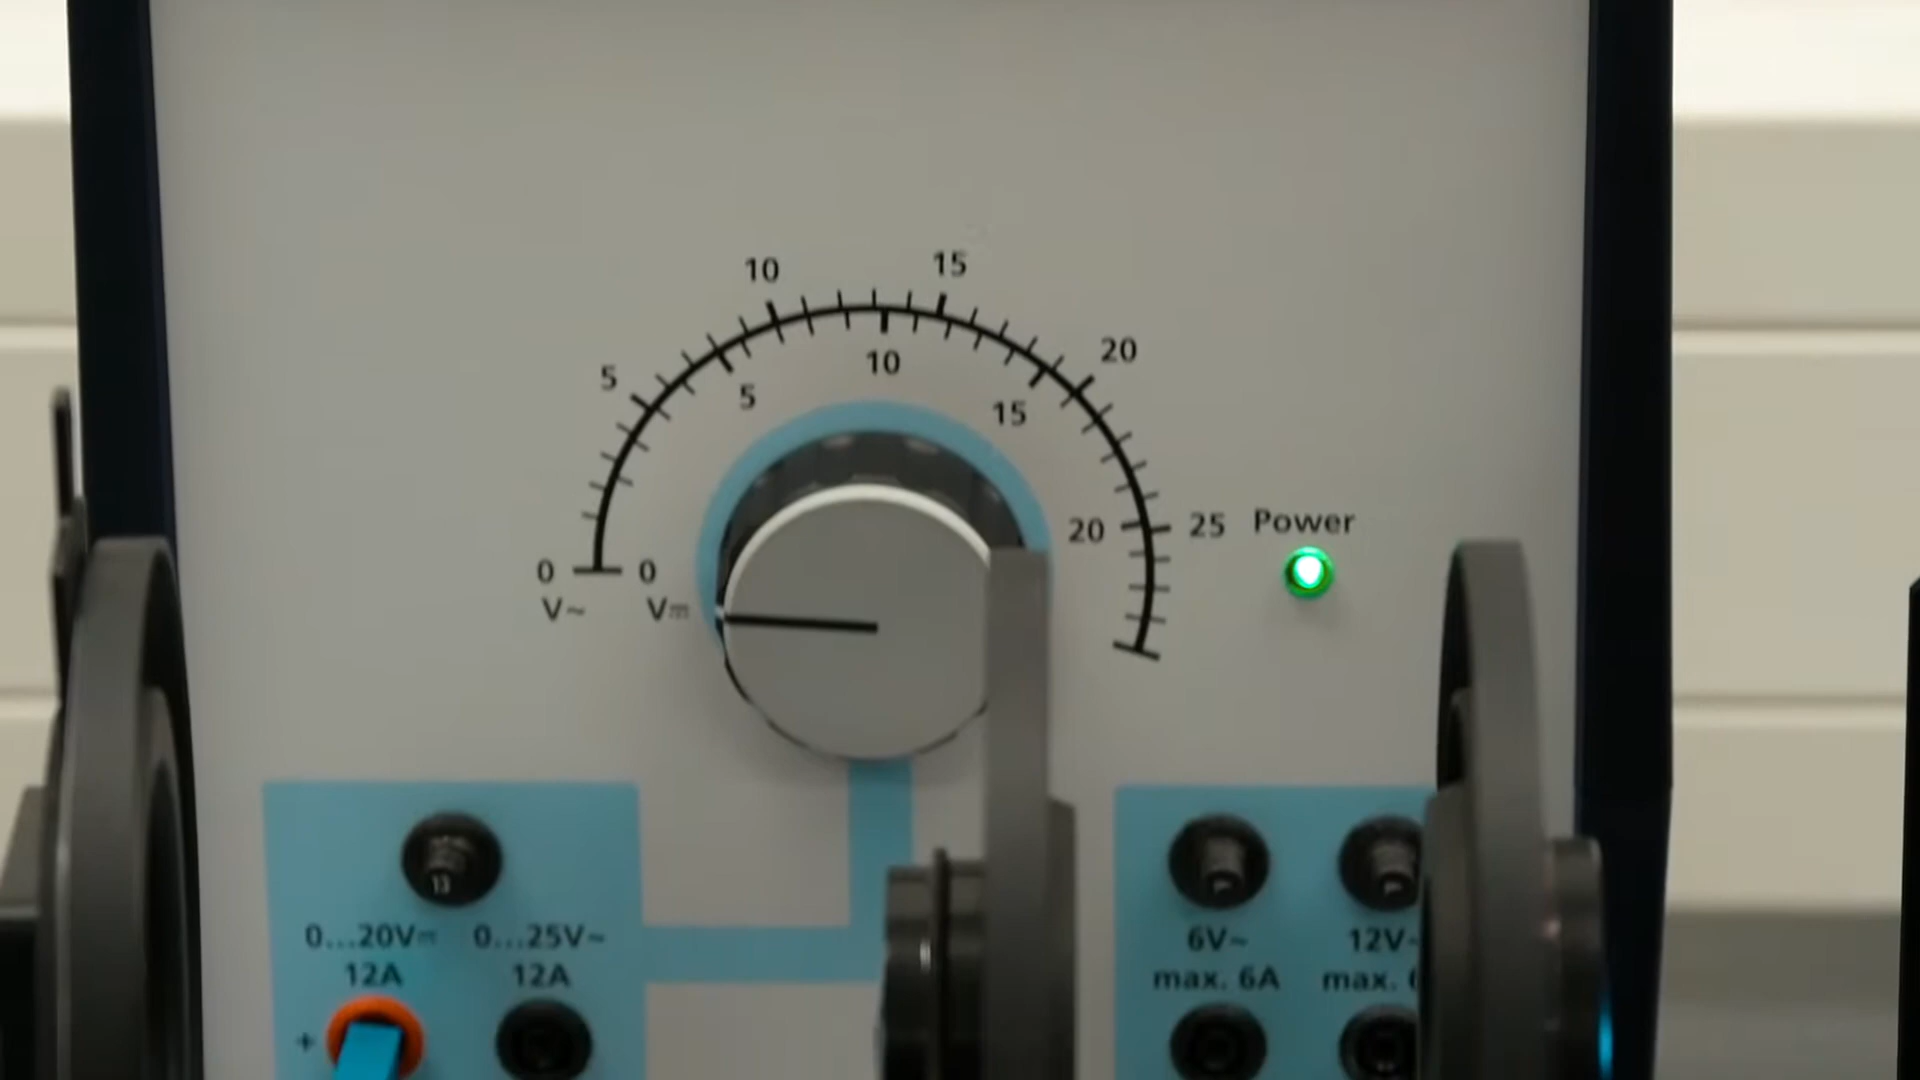 10 15
5 20
5 10 15
0 0 20 25 Power
V~ V⎓
0...20V⎓ 0...25V~
12A 12A
6V~ 12V~
max. 6A max.
+